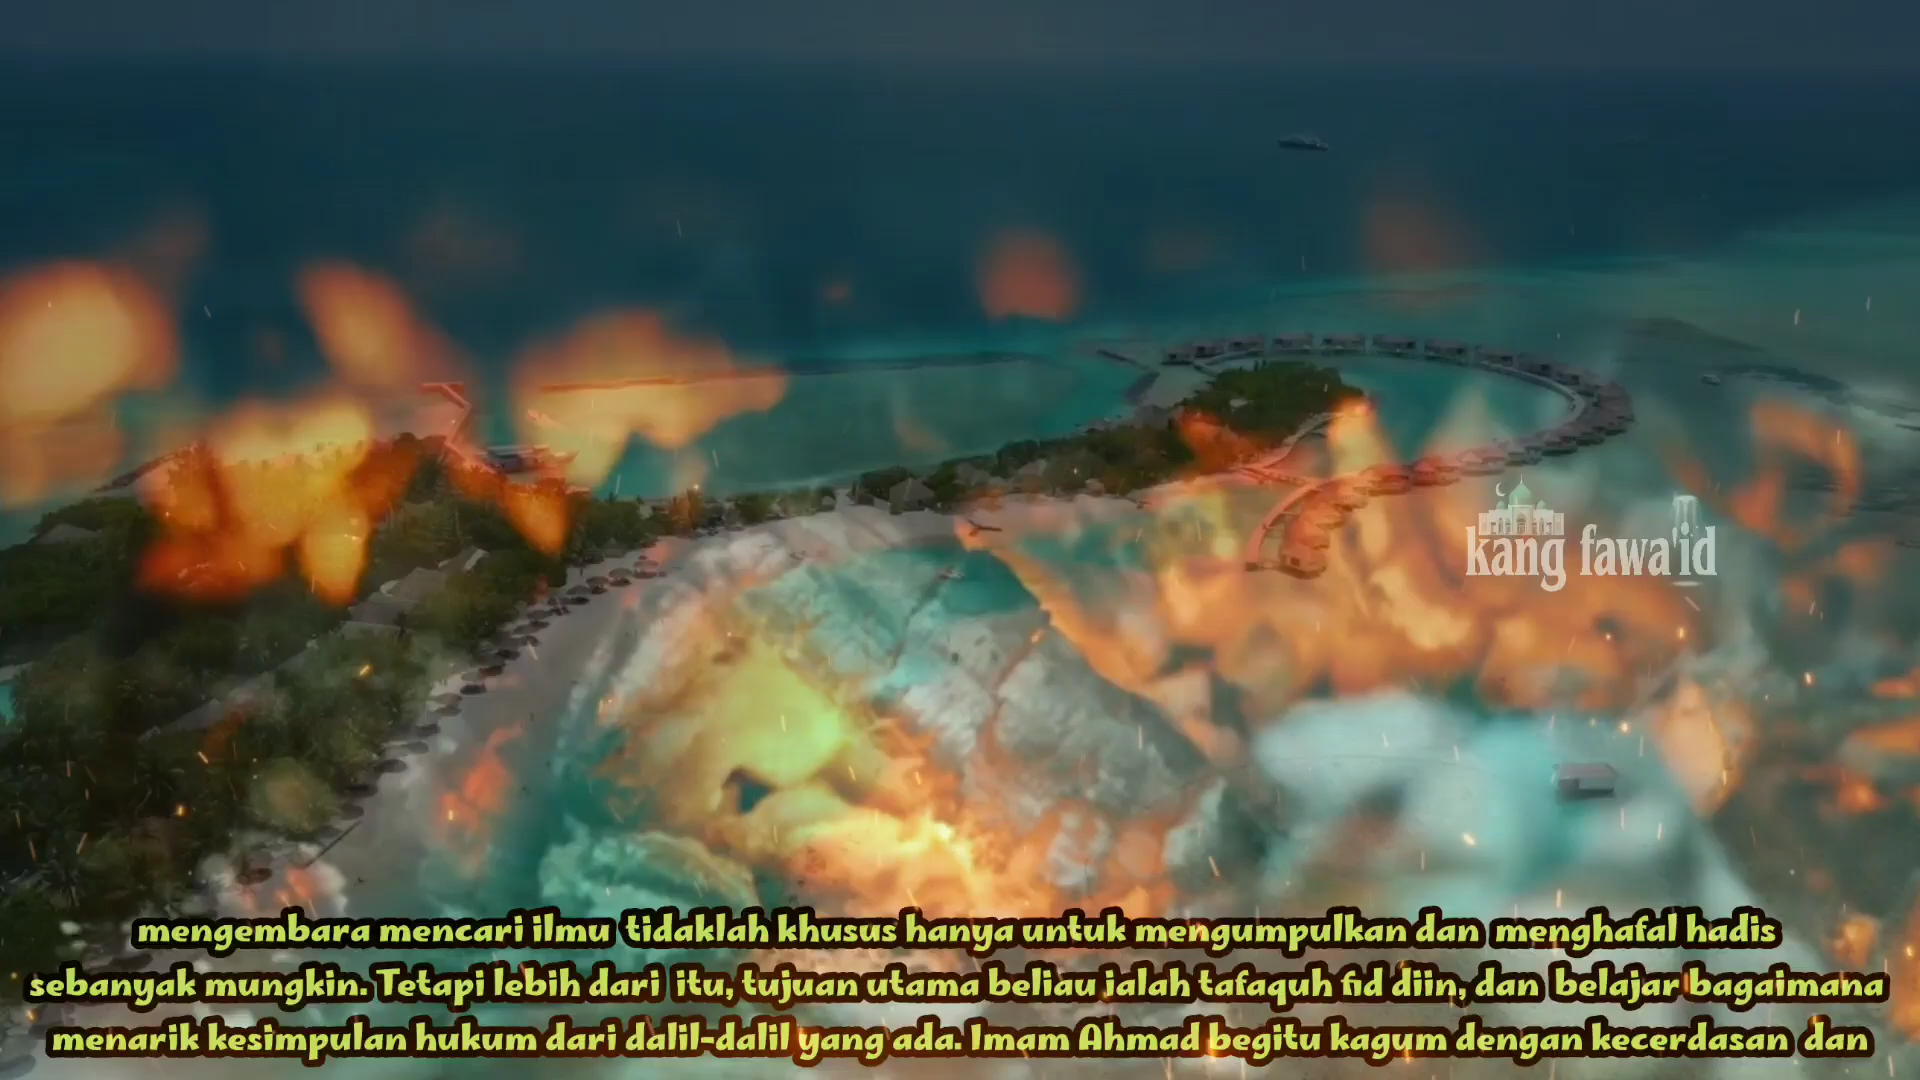 kang fawa'id
mengembara mencari ilmu tidaklah khusus hanya untuk mengumpulkan dan menghafal hadis
sebanyak mungkin. Tetapi lebih dari itu, tujuan utama beliau ialah tafaquh fid diin, dan belajar bagaimana
menarik kesimpulan hukum dari dalil-dalil yang ada. Imam Ahmad begitu kagum dengan kecerdasan dan